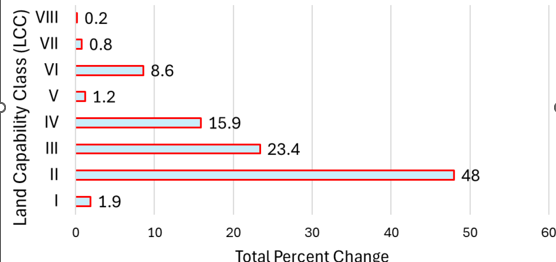 Land Capability Class (LCC)
VIII 0.2
VII 0.8
VI 8.6
V 1.2
IV 15.9
III 23.4
II 48
I 1.9
0 10 20 30 40 50 60
Total Percent Change